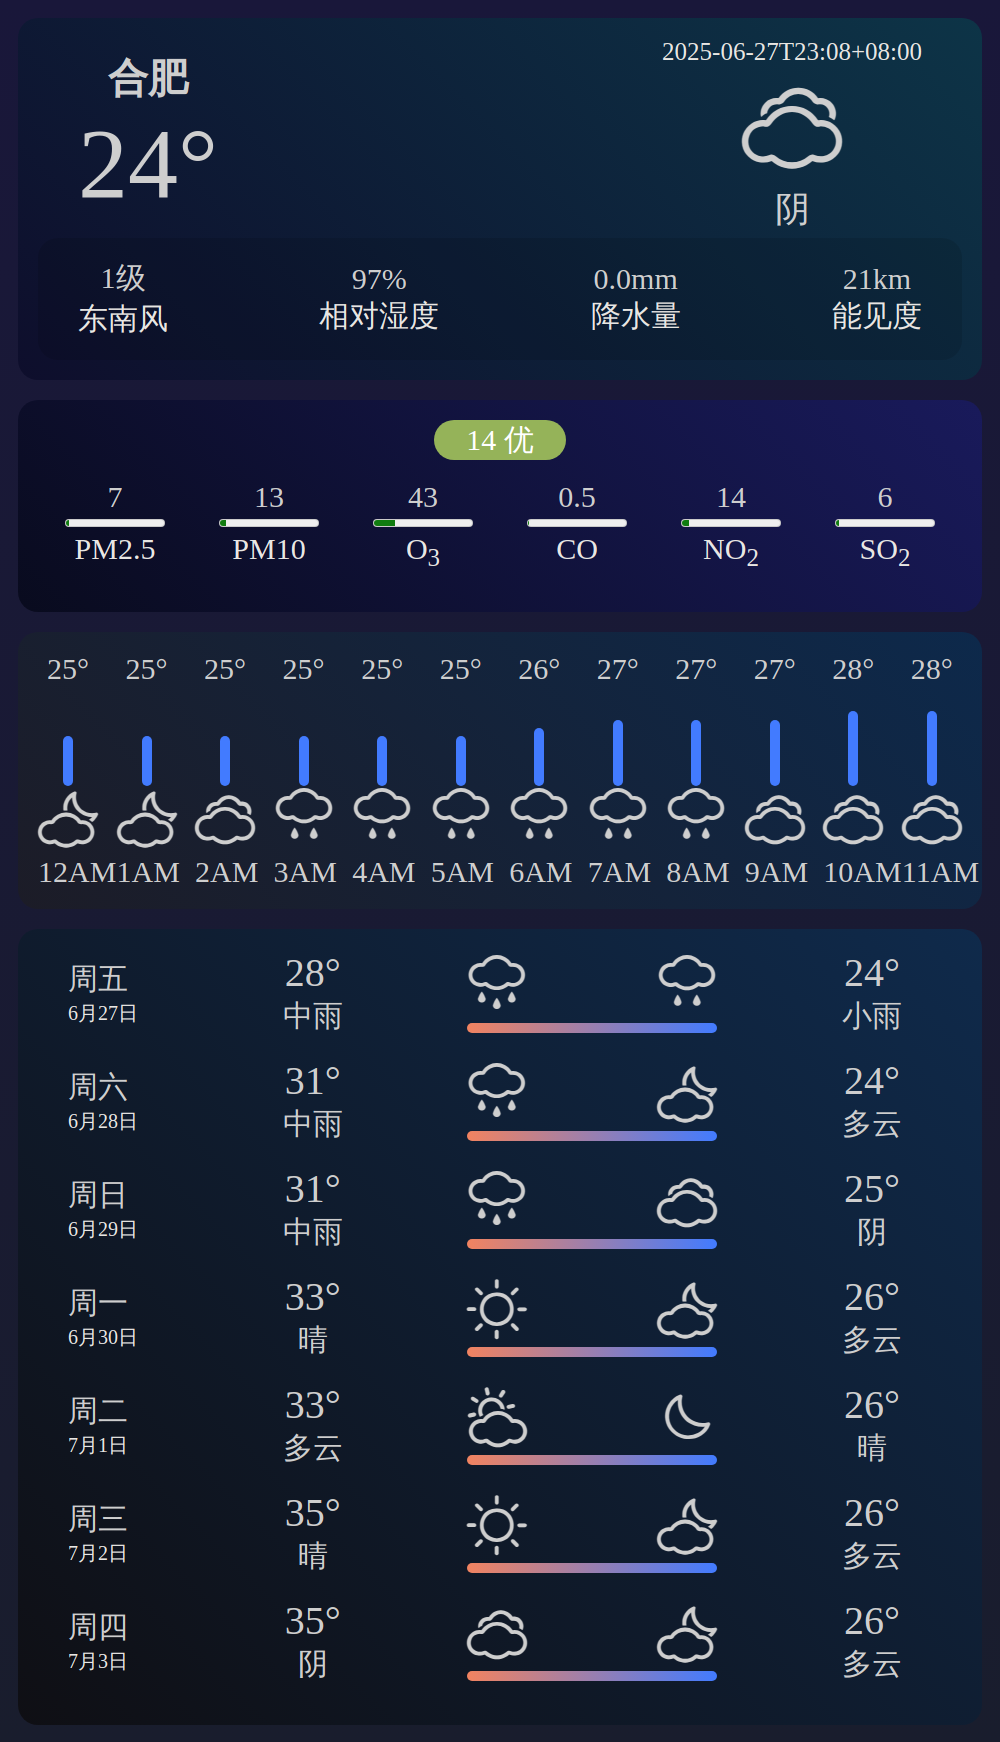 合肥
24°
2025-06-27T23:08+08:00
阴
1级 97% 0.0mm 21km
东南风 相对湿度 降水量 能见度
14 优
7 13 43 0.5 14 6
PM2.5 PM10 O3 CO NO2 SO2
25° 25° 25° 25° 25° 25° 26° 27° 27° 27° 28° 28°
12AM 1AM 2AM 3AM 4AM 5AM 6AM 7AM 8AM 9AM 10AM 11AM
周五 28° 24°
6月27日 中雨 小雨
周六 31° 24°
6月28日 中雨 多云
周日 31° 25°
6月29日 中雨 阴
周一 33° 26°
6月30日 晴 多云
周二 33° 26°
7月1日 多云 晴
周三 35° 26°
7月2日 晴 多云
周四 35° 26°
7月3日 阴 多云